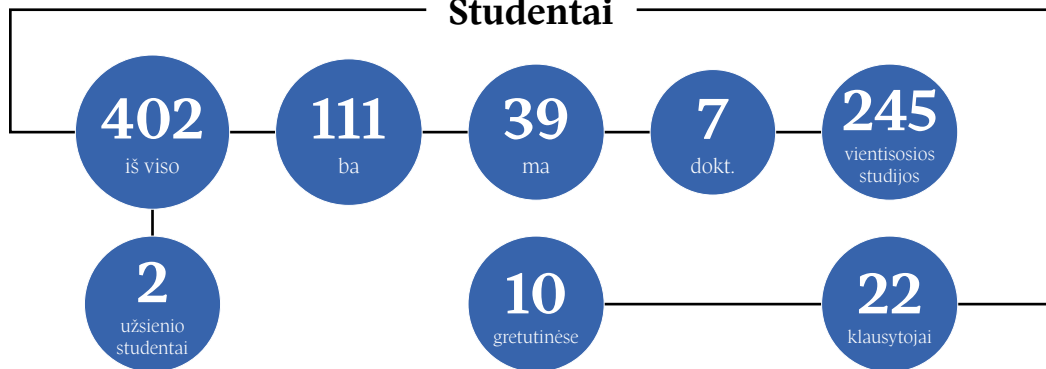 Studentai
402
iš viso
111
ba
39
ma
7
dokt.
245
vientisosios
studijos
2
užsienio
studentai
10
gretutinėse
22
klausytojai